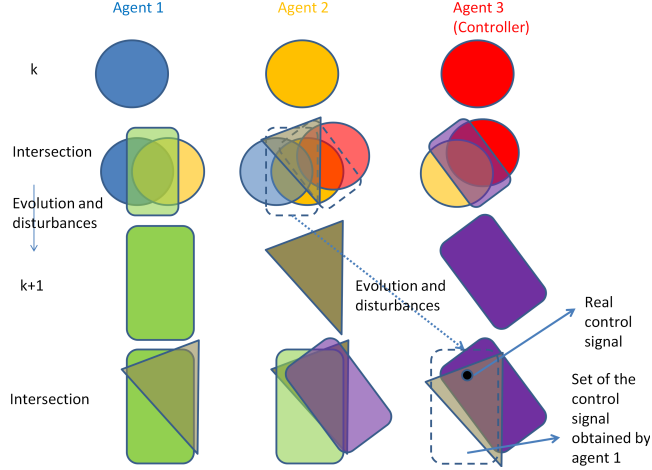 Agent 1
Agent 2
Agent 3
(Controller)
k
Intersection
Evolution and
disturbances
k+1
Evolution and
disturbances
Real
control
signal
Intersection
Set of the
control
signal
obtained by
agent 1